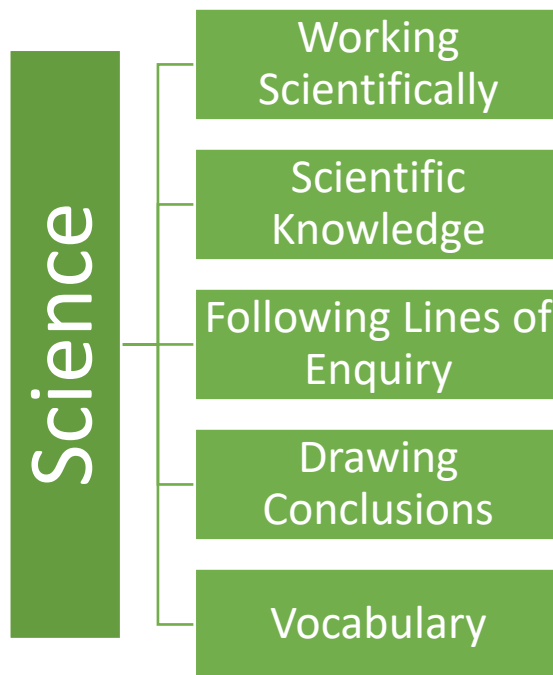 Science
Working
Scientifically
Scientific
Knowledge
Following Lines of
Enquiry
Drawing
Conclusions
Vocabulary